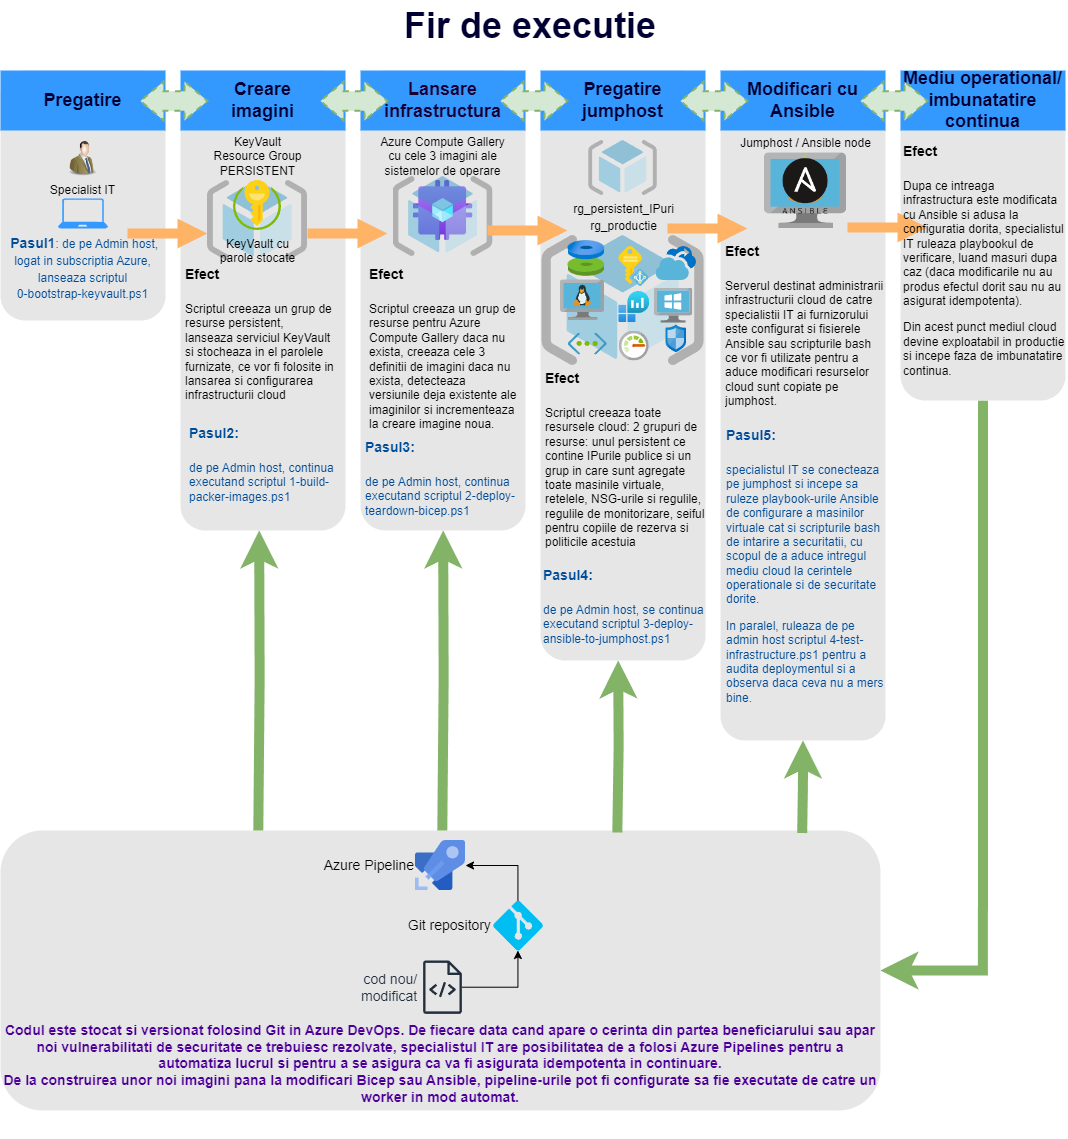 Fir de executie
Pregatire
Creare
imagini
Lansare
infrastructura
Pregatire
jumphost
Modificari cu
Ansible
Mediu operational/
imbunatatire
continua
Specialist IT
Pasul1: de pe Admin host,
logat in subscriptia Azure,
lanseaza scriptul
0-bootstrap-keyvault.ps1
KeyVault
Resource Group
PERSISTENT
KeyVault cu
parole stocate
Efect
Scriptul creeaza un grup de
resurse persistent,
lanseaza serviciul KeyVault
si stocheaza in el parolele
furnizate, ce vor fi folosite in
lansarea si configurarea
infrastructurii cloud
Pasul2:
de pe Admin host, continua
executand scriptul 1-build-
packer-images.ps1
Azure Compute Gallery
cu cele 3 imagini ale
sistemelor de operare
Efect
Scriptul creeaza un grup de
resurse pentru Azure
Compute Gallery daca nu
exista, creeaza cele 3
definitii de imagini daca nu
exista, detecteaza
versiunile deja existente ale
imaginilor si incrementeaza
la creare imagine noua.
Pasul3:
de pe Admin host, continua
executand scriptul 2-deploy-
teardown-bicep.ps1
rg_persistent_IPuri
rg_productie
Efect
Scriptul creeaza toate
resursele cloud: 2 grupuri de
resurse: unul persistent ce
contine IPurile publice si un
grup in care sunt agregate
toate masinile virtuale,
retelele, NSG-urile si regulile,
regulile de monitorizare, seiful
pentru copiile de rezerva si
politicile acestuia
Pasul4:
de pe Admin host, se continua
executand scriptul 3-deploy-
ansible-to-jumphost.ps1
Jumphost / Ansible node
ANSIBLE
Efect
Serverul destinat administrarii
infrastructurii cloud de catre
specialistii IT ai furnizorului
este configurat si fisierele
Ansible sau scripturile bash
ce vor fi utilizate pentru a
aduce modificari resurselor
cloud sunt copiate pe
jumphost.
Pasul5:
specialistul IT se conecteaza
pe jumphost si incepe sa
ruleze playbook-urile Ansible
de configurare a masinilor
virtuale cat si scripturile bash
de intarire a securitatii, cu
scopul de a aduce intregul
mediu cloud la cerintele
operationale si de securitate
dorite.
In paralel, ruleaza de pe
admin host scriptul 4-test-
infrastructure.ps1 pentru a
audita deploymentul si a
observa daca ceva nu a mers
bine.
Efect
Dupa ce intreaga
infrastructura este modificata
cu Ansible si adusa la
configuratia dorita, specialistul
IT ruleaza playbookul de
verificare, luand masuri dupa
caz (daca modificarile nu au
produs efectul dorit sau nu au
asigurat idempotenta).
Din acest punct mediul cloud
devine exploatabil in productie
si incepe faza de imbunatatire
continua.
Azure Pipeline
Git repository
cod nou/
modificat
Codul este stocat si versionat folosind Git in Azure DevOps. De fiecare data cand apare o cerinta din partea beneficiarului sau apar
noi vulnerabilitati de securitate ce trebuiesc rezolvate, specialistul IT are posibilitatea de a folosi Azure Pipelines pentru a
automatiza lucrul si pentru a se asigura ca va fi asigurata idempotenta in continuare.
De la construirea unor noi imagini pana la modificari Bicep sau Ansible, pipeline-urile pot fi configurate sa fie executate de catre un
worker in mod automat.